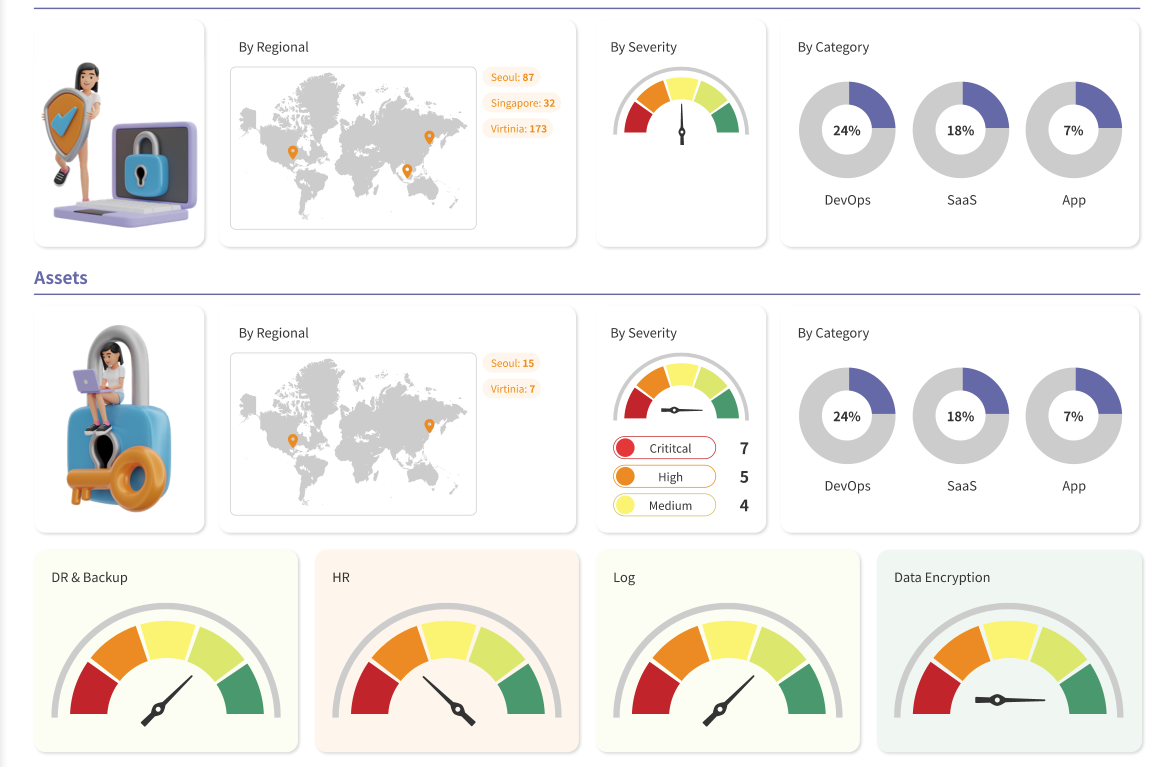 By Regional
Seoul: 87
Singapore: 32
Virtinia: 173
By Severity
By Category
24%
18%
7%
DevOps
SaaS
App
Assets
By Regional
Seoul: 15
Virtinia: 7
By Severity
Crititcal 7
High 5
Medium 4
By Category
24%
18%
7%
DevOps
SaaS
App
DR & Backup
HR
Log
Data Encryption